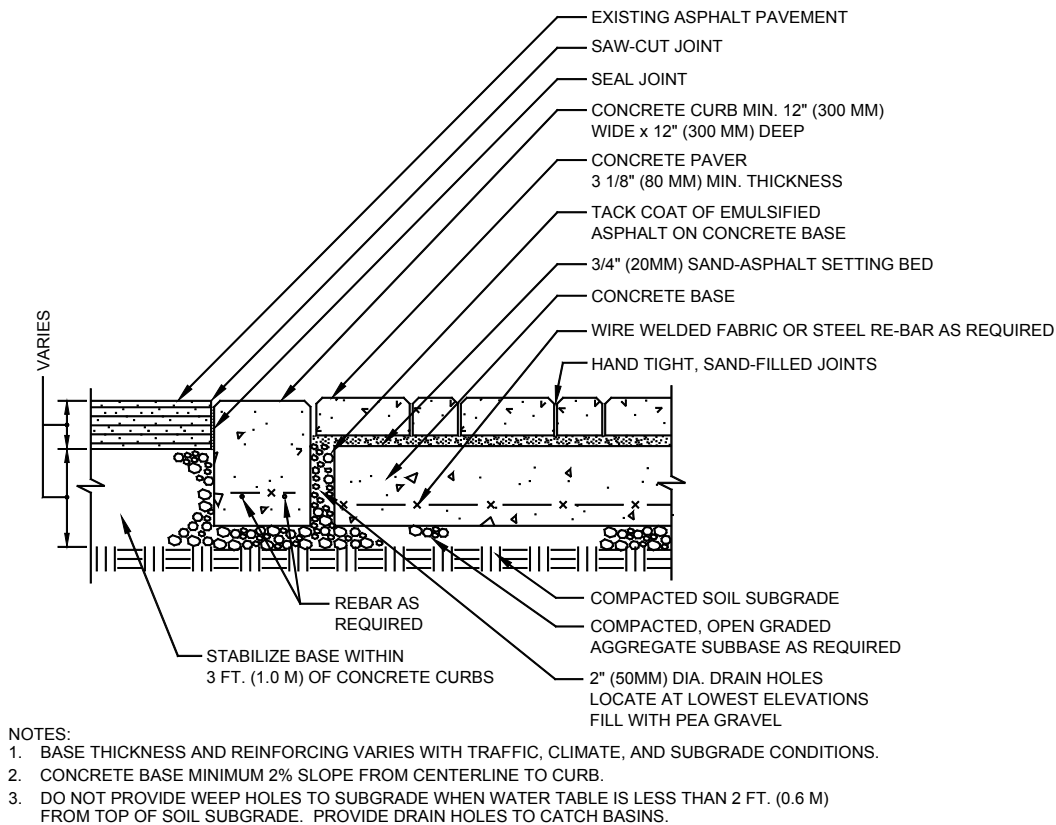 EXISTING ASPHALT PAVEMENT
SAW-CUT JOINT
SEAL JOINT
CONCRETE CURB MIN. 12" (300 MM)
WIDE x 12" (300 MM) DEEP
CONCRETE PAVER
3 1/8" (80 MM) MIN. THICKNESS
TACK COAT OF EMULSIFIED
ASPHALT ON CONCRETE BASE
3/4" (20MM) SAND-ASPHALT SETTING BED
CONCRETE BASE
WIRE WELDED FABRIC OR STEEL RE-BAR AS REQUIRED
HAND TIGHT, SAND-FILLED JOINTS
VARIES
COMPACTED SOIL SUBGRADE
COMPACTED, OPEN GRADED
AGGREGATE SUBBASE AS REQUIRED
2" (50MM) DIA. DRAIN HOLES
LOCATE AT LOWEST ELEVATIONS
FILL WITH PEA GRAVEL
REBAR AS
REQUIRED
STABILIZE BASE WITHIN
3 FT. (1.0 M) OF CONCRETE CURBS
NOTES:
1. BASE THICKNESS AND REINFORCING VARIES WITH TRAFFIC, CLIMATE, AND SUBGRADE CONDITIONS.
2. CONCRETE BASE MINIMUM 2% SLOPE FROM CENTERLINE TO CURB.
3. DO NOT PROVIDE WEEP HOLES TO SUBGRADE WHEN WATER TABLE IS LESS THAN 2 FT. (0.6 M)
FROM TOP OF SOIL SUBGRADE. PROVIDE DRAIN HOLES TO CATCH BASINS.